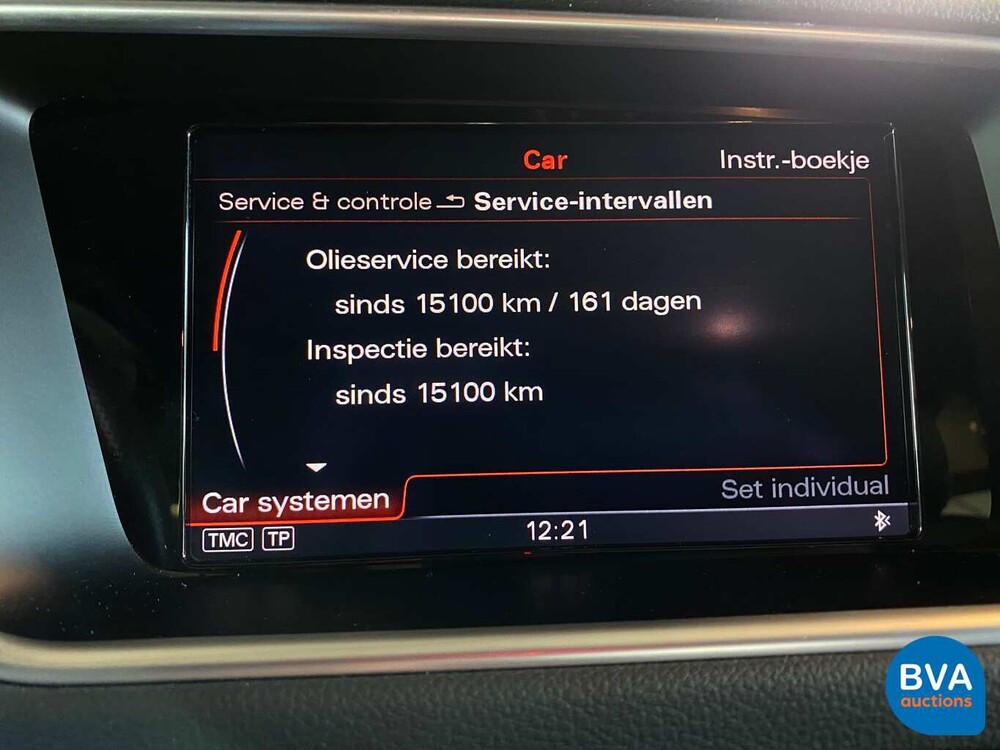 Car
Instr.-boekje
Service & controle Service-intervallen
Olieservice bereikt:
sinds 15100 km / 161 dagen
Inspectie bereikt:
sinds 15100 km
Car systemen
Set individual
TMC TP
12:21
BVA
auctions